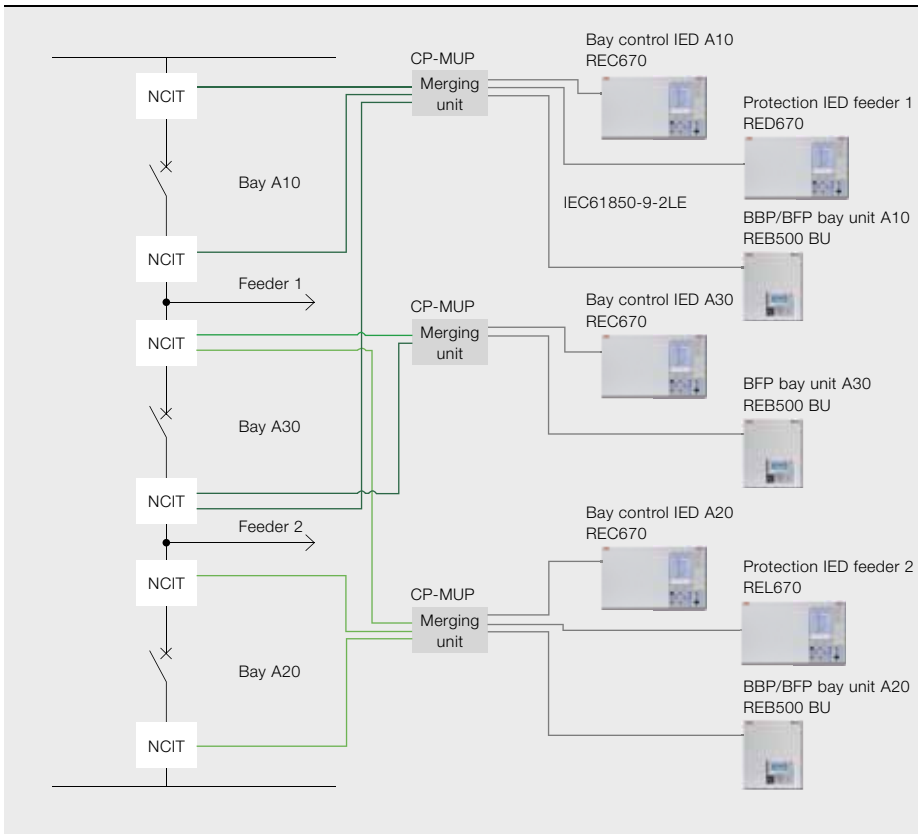 Bay control IED A10
REC670
CP-MUP
Merging
unit
NCIT
Protection IED feeder 1
RED670
Bay A10
IEC61850-9-2LE
BBP/BFP bay unit A10
REB500 BU
NCIT
Feeder 1
Bay control IED A30
REC670
CP-MUP
Merging
unit
NCIT
BFP bay unit A30
REB500 BU
Bay A30
NCIT
Feeder 2
Bay control IED A20
REC670
NCIT
Protection IED feeder 2
REL670
CP-MUP
Merging
unit
Bay A20
BBP/BFP bay unit A20
REB500 BU
NCIT